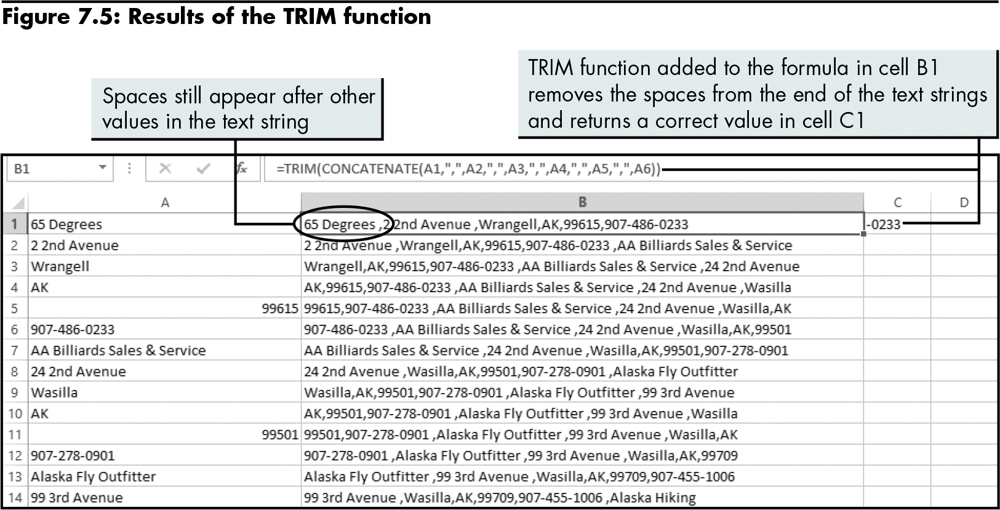 Figure 7.5: Results of the TRIM function
TRIM function added to the formula in cell B1
removes the spaces from the end of the text strings
and returns a correct value in cell C1
Spaces still appear after other
values in the text string
B1 fx =TRIM(CONCATENATE(A1,",",A2,",",A3,",",A4,",",A5,",",A6))
A B C D
1 65 Degrees 65 Degrees ,2 2nd Avenue ,Wrangell,AK,99615,907-486-0233 -0233
2 2 2nd Avenue 2 2nd Avenue ,Wrangell,AK,99615,907-486-0233 ,AA Billiards Sales & Service
3 Wrangell Wrangell,AK,99615,907-486-0233 ,AA Billiards Sales & Service ,24 2nd Avenue
4 AK AK,99615,907-486-0233 ,AA Billiards Sales & Service ,24 2nd Avenue ,Wasilla
5 99615 99615,907-486-0233 ,AA Billiards Sales & Service ,24 2nd Avenue ,Wasilla,AK
6 907-486-0233 907-486-0233 ,AA Billiards Sales & Service ,24 2nd Avenue ,Wasilla,AK,99501
7 AA Billiards Sales & Service AA Billiards Sales & Service ,24 2nd Avenue ,Wasilla,AK,99501,907-278-0901
8 24 2nd Avenue 24 2nd Avenue ,Wasilla,AK,99501,907-278-0901 ,Alaska Fly Outfitter
9 Wasilla Wasilla,AK,99501,907-278-0901 ,Alaska Fly Outfitter ,99 3rd Avenue
10 AK AK,99501,907-278-0901 ,Alaska Fly Outfitter ,99 3rd Avenue ,Wasilla
11 99501 99501,907-278-0901 ,Alaska Fly Outfitter ,99 3rd Avenue ,Wasilla,AK
12 907-278-0901 907-278-0901 ,Alaska Fly Outfitter ,99 3rd Avenue ,Wasilla,AK,99709
13 Alaska Fly Outfitter Alaska Fly Outfitter ,99 3rd Avenue ,Wasilla,AK,99709,907-455-1006
14 99 3rd Avenue 99 3rd Avenue ,Wasilla,AK,99709,907-455-1006 ,Alaska Hiking